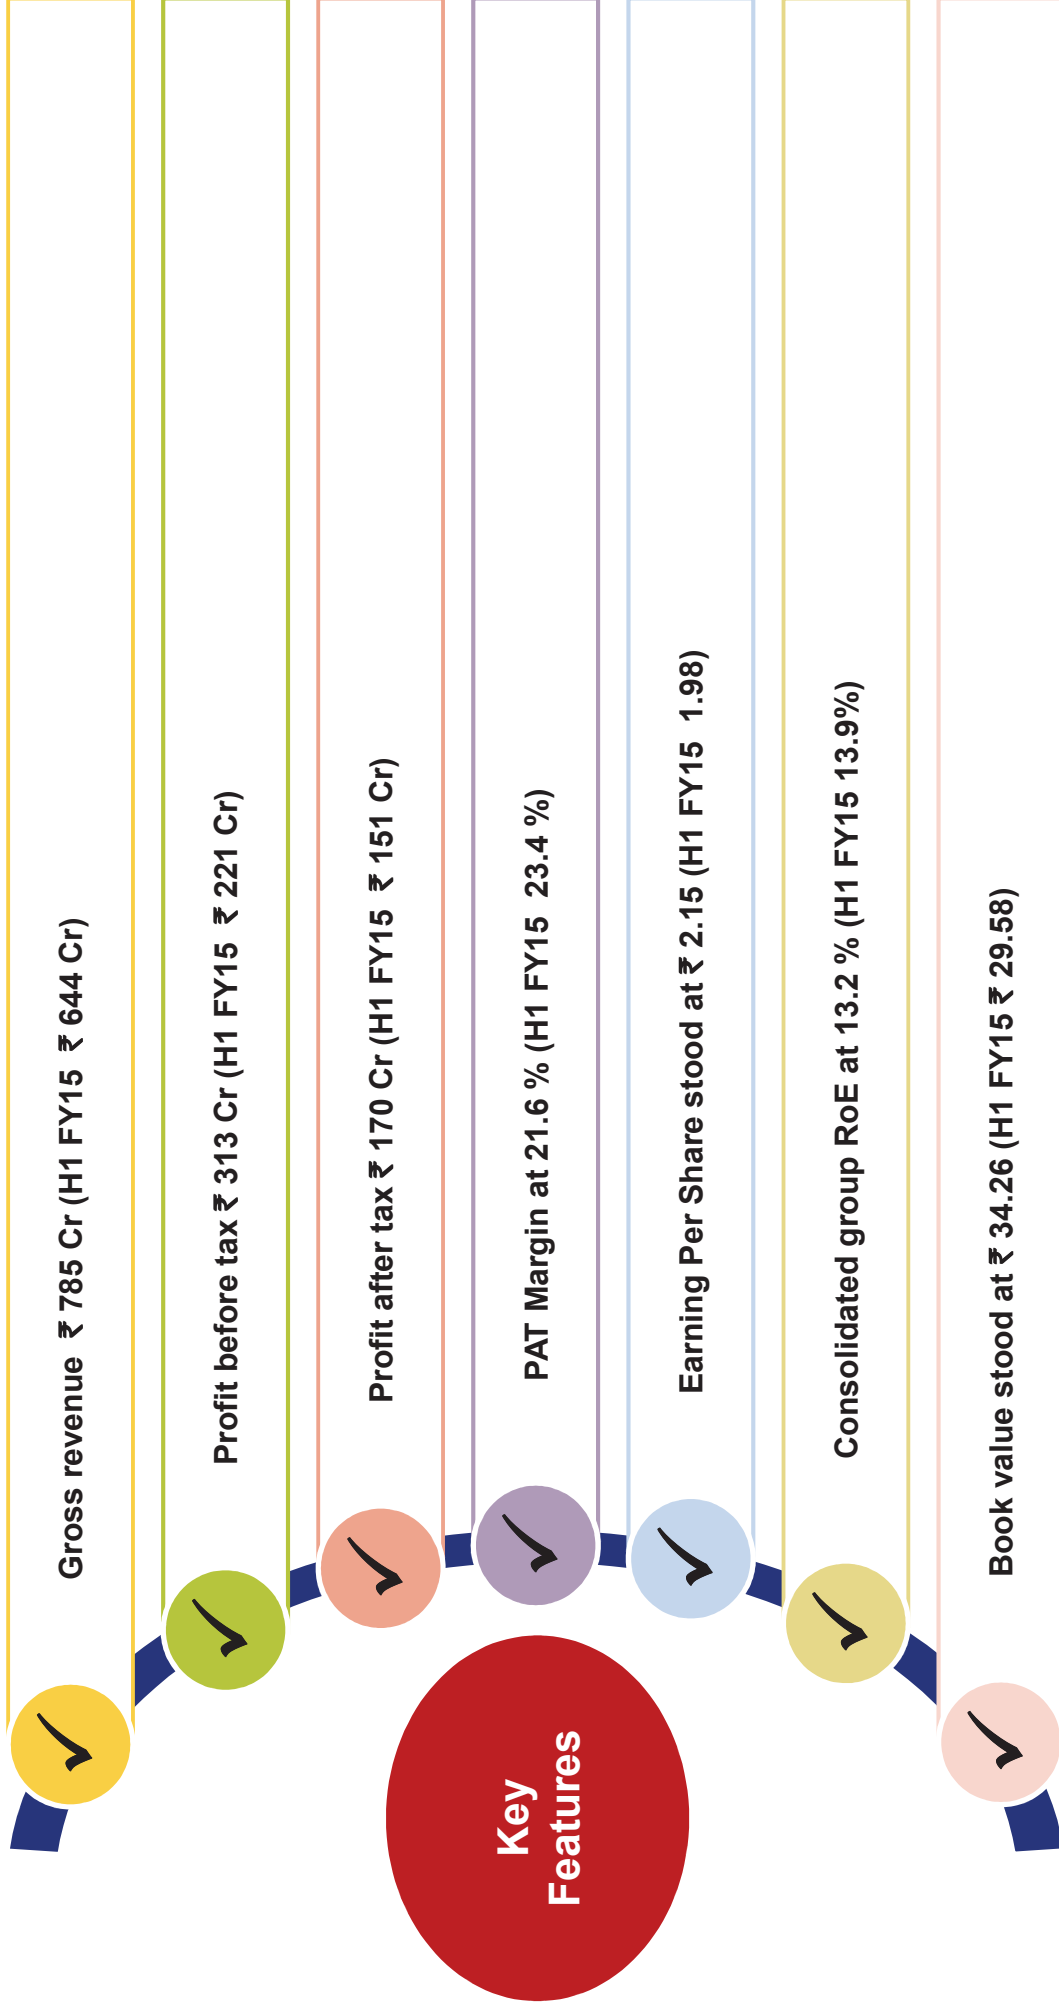 Key
Features
Gross revenue ₹ 785 Cr (H1 FY15 ₹ 644 Cr)
Profit before tax ₹ 313 Cr (H1 FY15 ₹ 221 Cr)
Profit after tax ₹ 170 Cr (H1 FY15 ₹ 151 Cr)
PAT Margin at 21.6 % (H1 FY15 23.4 %)
Earning Per Share stood at ₹ 2.15 (H1 FY15 1.98)
Consolidated group RoE at 13.2 % (H1 FY15 13.9%)
Book value stood at ₹ 34.26 (H1 FY15 ₹ 29.58)